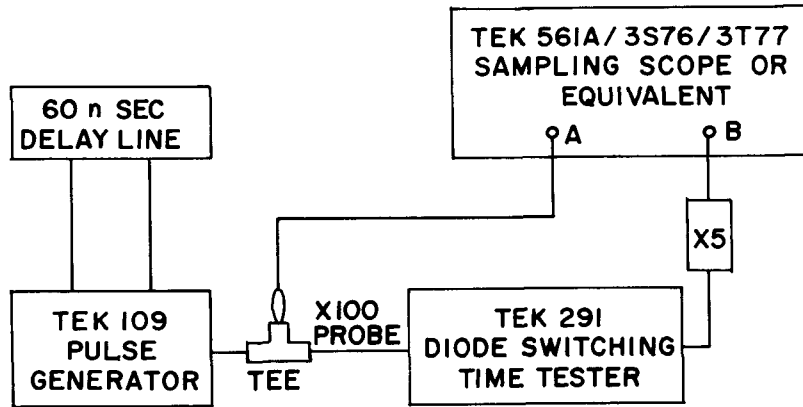 TEK 561A/3S76/3T77
SAMPLING SCOPE OR
EQUIVALENT
A
B
60 n SEC
DELAY LINE
X5
TEK 109
PULSE
GENERATOR
TEE
X100
PROBE
TEK 291
DIODE SWITCHING
TIME TESTER